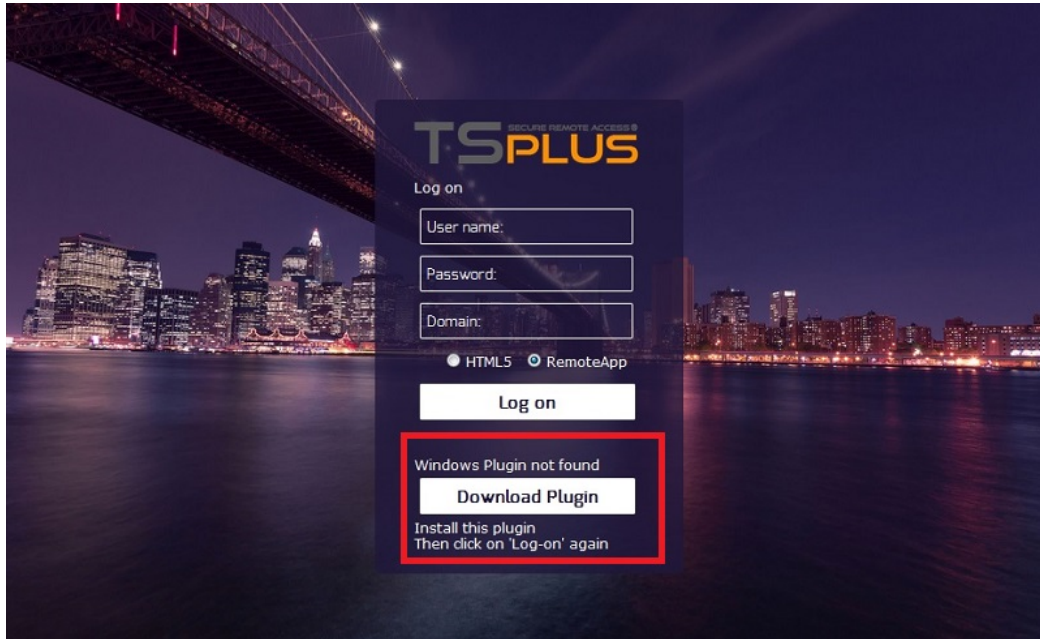 TSPLUS
SECURE REMOTE ACCESS®
Log on
User name:
Password:
Domain:
HTML5 RemoteApp
Log on
Windows Plugin not found
Download Plugin
Install this plugin
Then click on 'Log-on' again